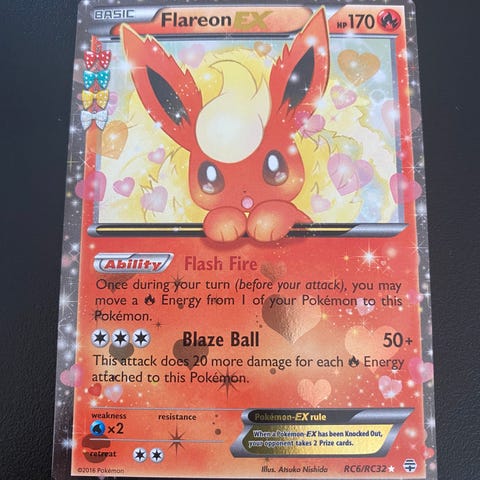 BASIC Flareon EX HP 170
Ability Flash Fire
Once during your turn (before your attack), you may
move a Energy from 1 of your Pokémon to this
Pokémon.
Blaze Ball 50+
This attack does 20 more damage for each Energy
attached to this Pokémon.
weakness resistance
×2
retreat
Pokémon-EX rule
When a Pokémon-EX has been Knocked Out,
your opponent takes 2 Prize cards.
©2016 Pokémon
Illus. Atsuko Nishida
RC6/RC32